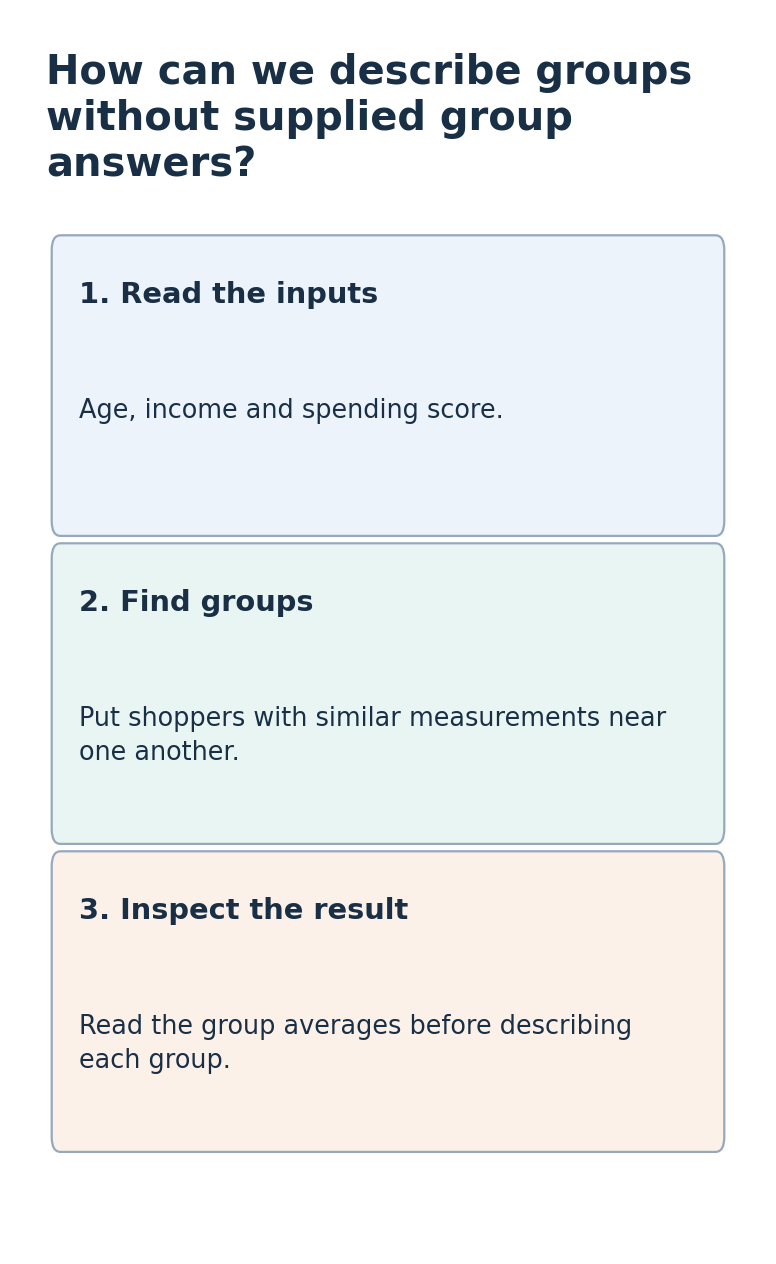 How can we describe groups
without supplied group
answers?
1. Read the inputs
Age, income and spending score.
2. Find groups
Put shoppers with similar measurements near
one another.
3. Inspect the result
Read the group averages before describing
each group.